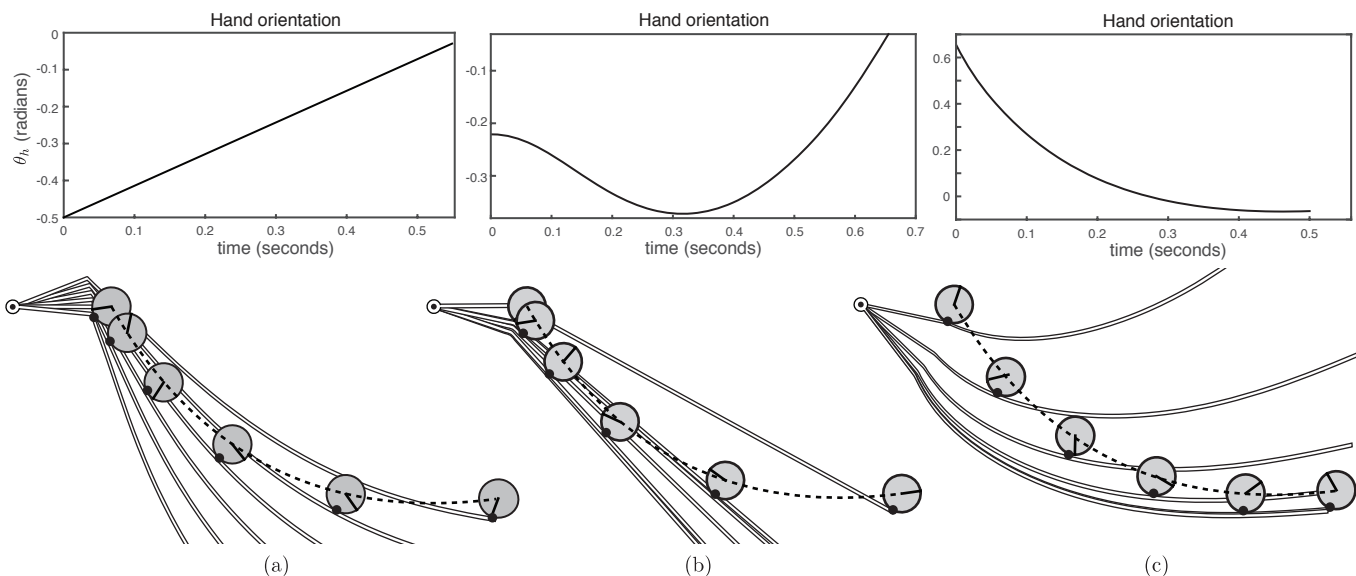 Hand orientation
θh (radians)
0
-0.1
-0.2
-0.3
-0.4
-0.5
0 0.1 0.2 0.3 0.4 0.5
time (seconds)
Hand orientation
-0.1
-0.2
-0.3
0 0.1 0.2 0.3 0.4 0.5 0.6 0.7
time (seconds)
Hand orientation
0.6
0.4
0.2
0
0 0.1 0.2 0.3 0.4 0.5
time (seconds)
(a)
(b)
(c)